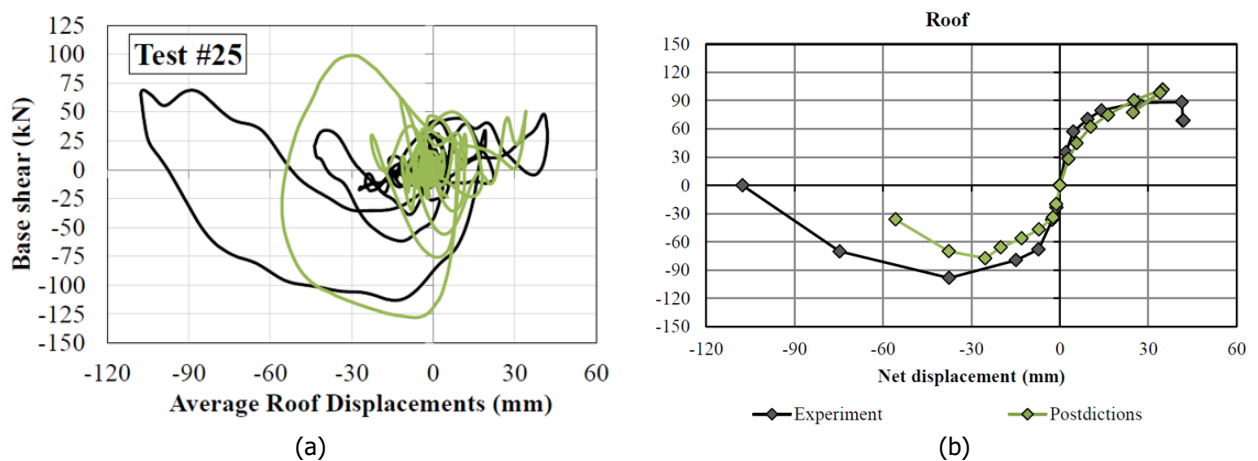 Test #25
125
100
75
50
25
0
-25
-50
-75
-100
-125
-150
Base shear (kN)
-120 -90 -60 -30 0 30 60
Average Roof Displacements (mm)
(a)
Roof
150
120
90
60
30
0
-30
-60
-90
-120
-150
-120 -90 -60 -30 0 30 60
Net displacement (mm)
Experiment Postdictions
(b)